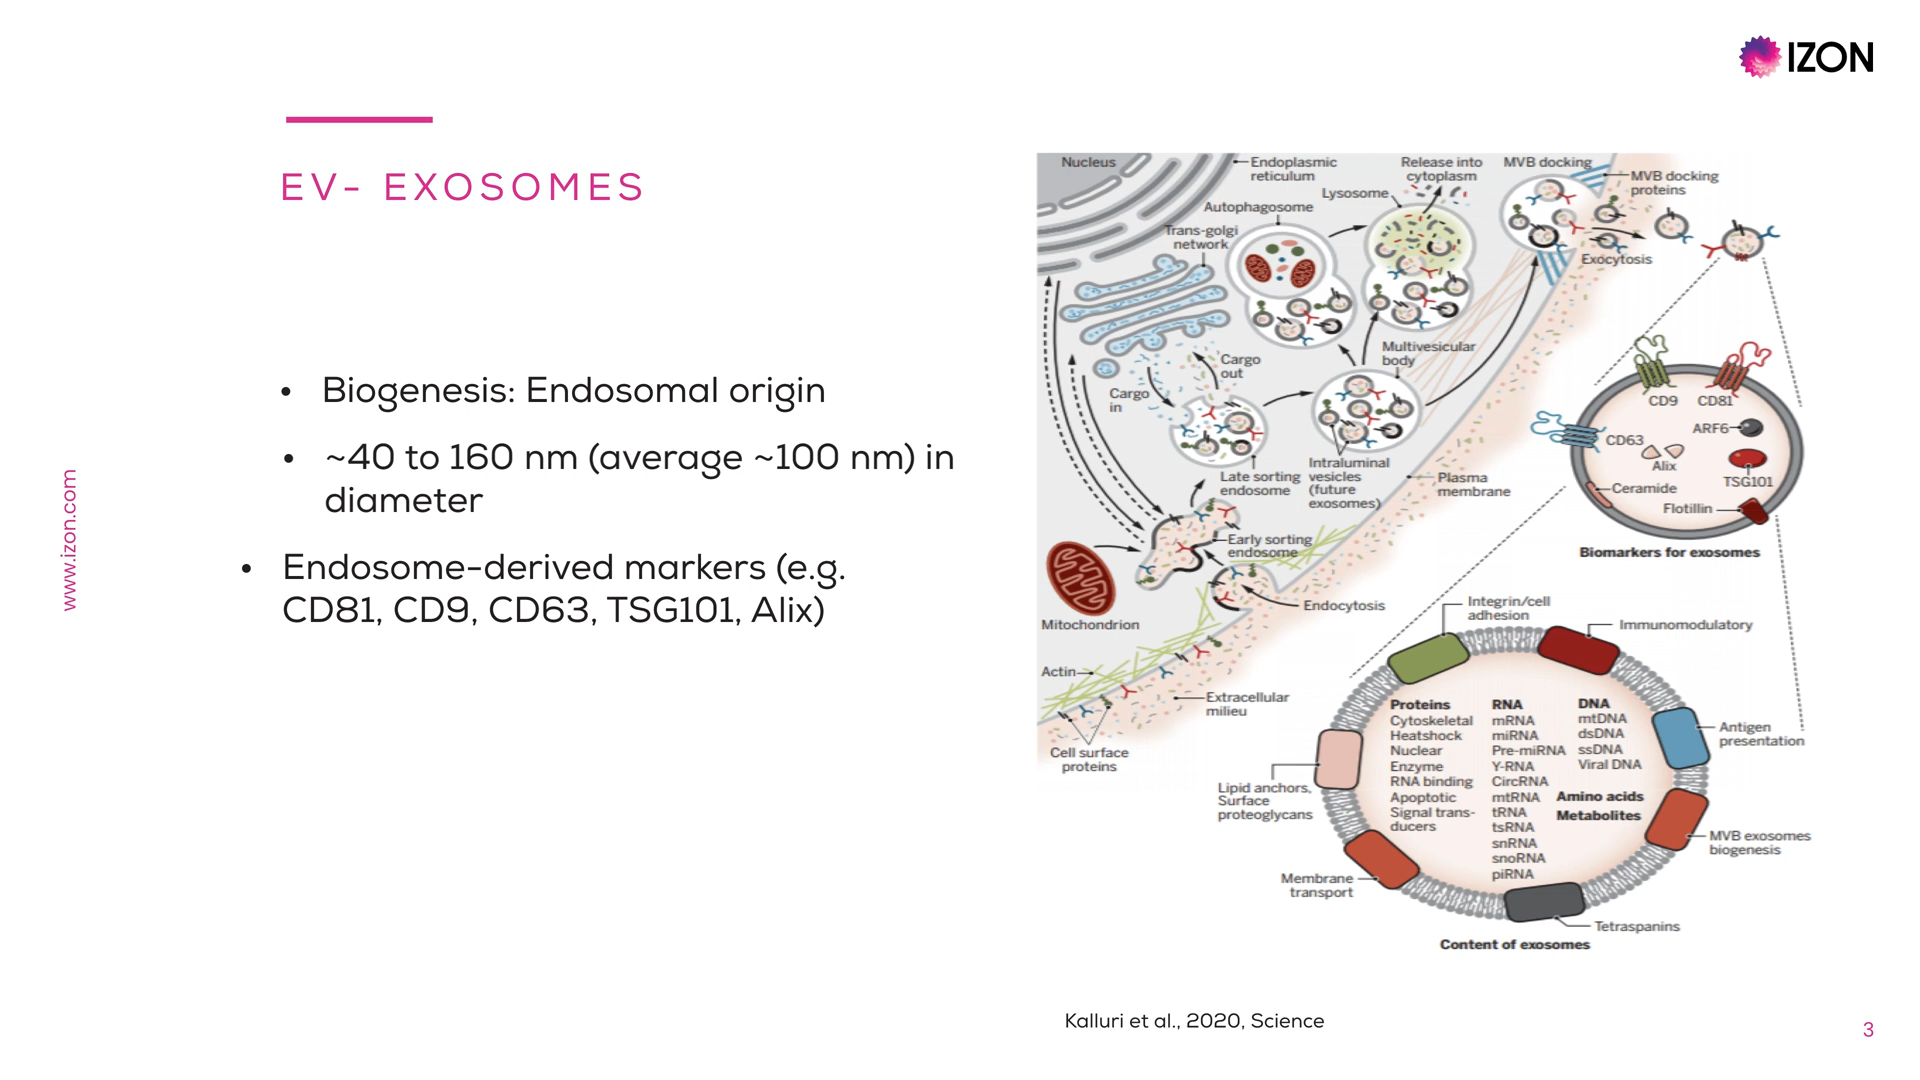 IZON
EV- EXOSOMES
• Biogenesis: Endosomal origin
• ~40 to 160 nm (average ~100 nm) in
diameter
• Endosome-derived markers (e.g.
CD81, CD9, CD63, TSG101, Alix)
www.izon.com
Nucleus
Endoplasmic
reticulum
Release into
cytoplasm
MVB docking
MVB docking
proteins
Lysosome
Autophagosome
Trans-golgi
network
Exocytosis
Cargo
out
Multivesicular
body
Cargo
in
Late sorting
endosome
Intraluminal
vesicles
(future
exosomes)
Plasma
membrane
Early sorting
endosome
Endocytosis
Mitochondrion
Actin
Extracellular
milieu
Cell surface
proteins
CD9
CD81
ARF6
CD63
Alix
TSG101
Ceramide
Flotillin
Biomarkers for exosomes
Integrin/cell
adhesion
Immunomodulatory
Antigen
presentation
MVB exosomes
biogenesis
Tetraspanins
Membrane
transport
Lipid anchors,
Surface
proteoglycans
Proteins
Cytoskeletal
Heatshock
Nuclear
Enzyme
RNA binding
Apoptotic
Signal trans-
ducers
RNA
mRNA
miRNA
Pre-miRNA
Y-RNA
CircRNA
mtRNA
tRNA
tsRNA
snRNA
snoRNA
piRNA
DNA
mtDNA
dsDNA
ssDNA
Viral DNA
Amino acids
Metabolites
Content of exosomes
Kalluri et al., 2020, Science
3